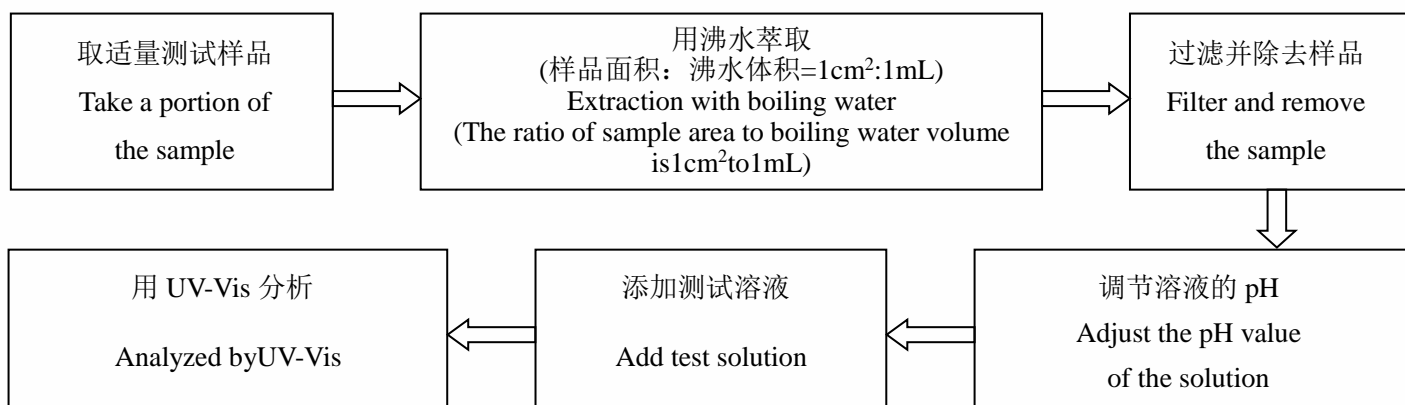 取适量测试样品
Take a portion of
the sample
用沸水萃取
(样品面积：沸水体积=1cm²:1mL)
Extraction with boiling water
(The ratio of sample area to boiling water volume
is1cm²to1mL)
过滤并除去样品
Filter and remove
the sample
调节溶液的 pH
Adjust the pH value
of the solution
添加测试溶液
Add test solution
用 UV-Vis 分析
Analyzed byUV-Vis